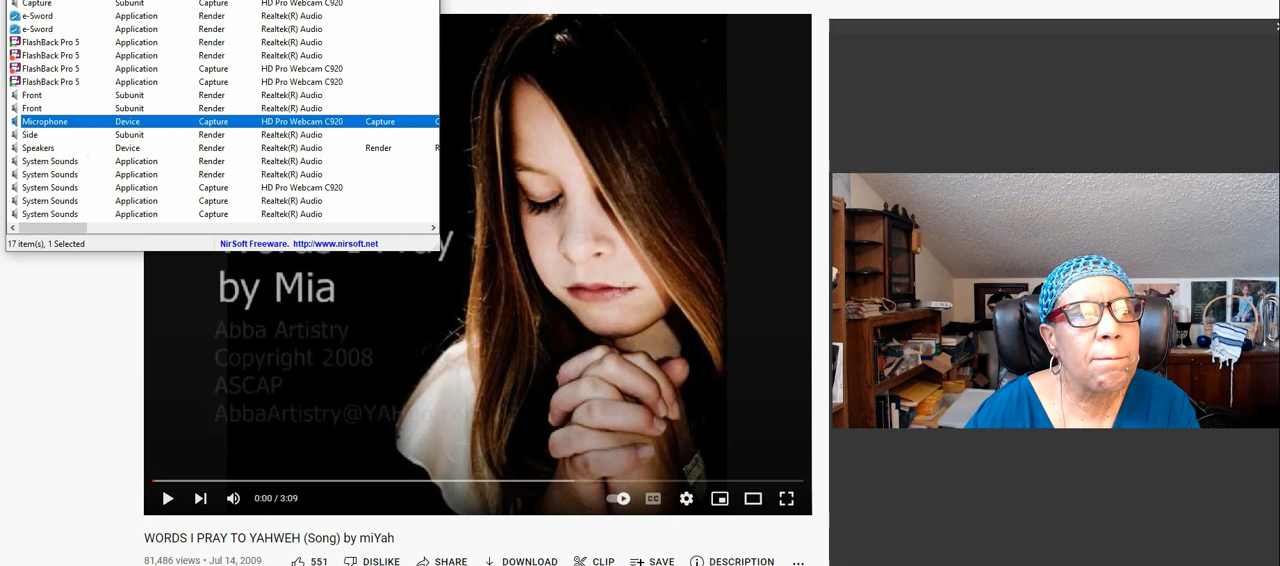 Capture Subunit Render HD Pro Webcam C920
e-Sword Application Render Realtek(R) Audio
e-Sword Application Render Realtek(R) Audio
FlashBack Pro 5 Application Render Realtek(R) Audio
FlashBack Pro 5 Application Render Realtek(R) Audio
FlashBack Pro 5 Application Capture HD Pro Webcam C920
FlashBack Pro 5 Application Capture HD Pro Webcam C920
Front Subunit Render Realtek(R) Audio
Front Subunit Render Realtek(R) Audio
Microphone Device Capture HD Pro Webcam C920 Capture
Side Subunit Render Realtek(R) Audio
Speakers Device Render Realtek(R) Audio Render
System Sounds Application Render Realtek(R) Audio
System Sounds Application Render Realtek(R) Audio
System Sounds Application Capture HD Pro Webcam C920
System Sounds Application Capture Realtek(R) Audio
System Sounds Application Capture Realtek(R) Audio
17 item(s), 1 Selected NirSoft Freeware. http://www.nirsoft.net
Words I Pray
by Mia
Abba Artistry
Copyright 2008
ASCAP
0:00 / 3:09
CC
WORDS I PRAY TO YAHWEH (Song) by miYah
81,486 views • Jul 14, 2009 551 DISLIKE SHARE DOWNLOAD CLIP SAVE DESCRIPTION ...